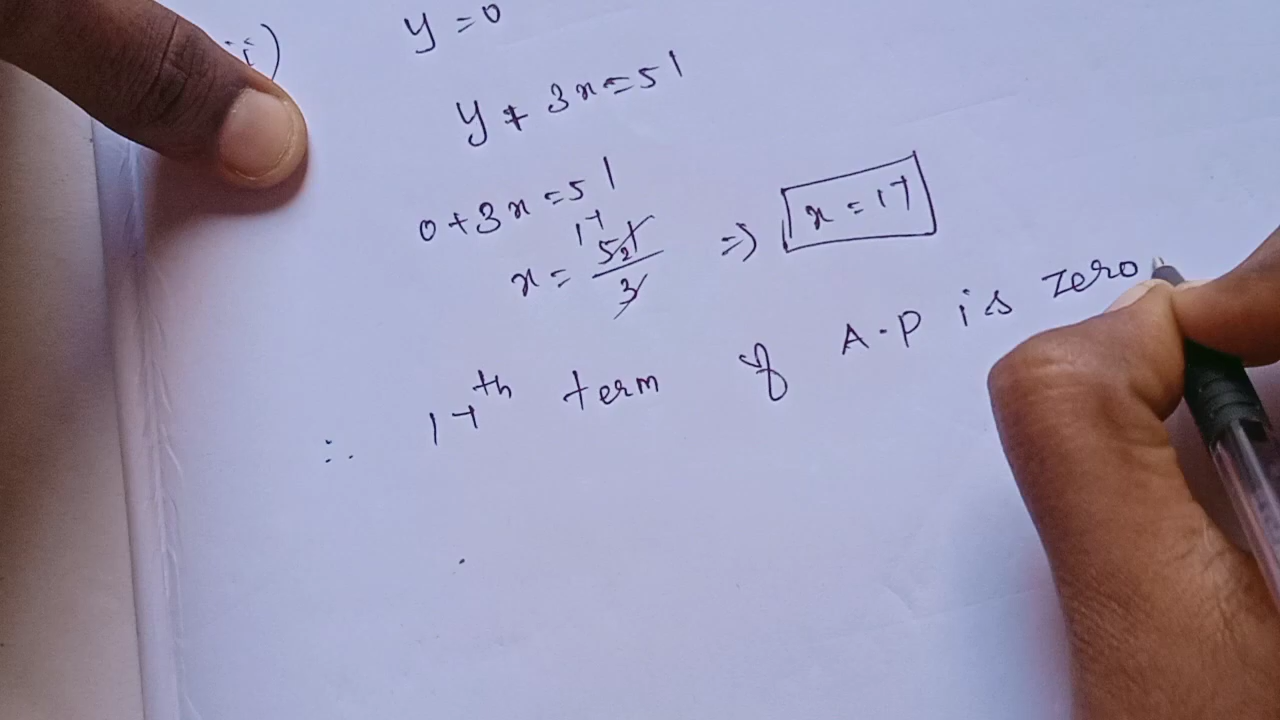 ii) y = 0
y + 3x = 51
0 + 3x = 51
x = 51/3 17 => x = 17
∴ 17th term of A.P is zero